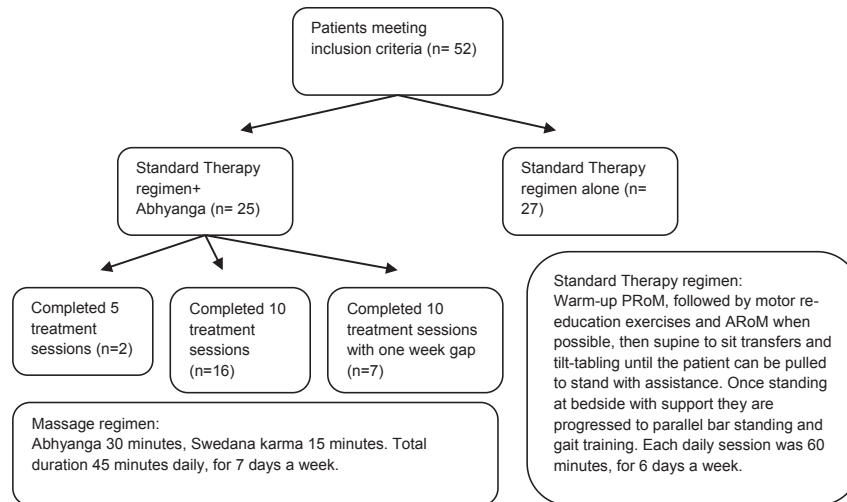 Patients meeting
inclusion criteria (n= 52)
Standard Therapy
regimen+
Abhyanga (n= 25)
Standard Therapy
regimen alone (n=
27)
Completed 5
treatment
sessions (n=2)
Completed 10
treatment
sessions
(n=16)
Completed 10
treatment sessions
with one week gap
(n=7)
Standard Therapy regimen:
Warm-up PRoM, followed by motor re-
education exercises and ARoM when
possible, then supine to sit transfers and
tilt-tabling until the patient can be pulled
to stand with assistance. Once standing
at bedside with support they are
progressed to parallel bar standing and
gait training. Each daily session was 60
minutes, for 6 days a week.
Massage regimen:
Abhyanga 30 minutes, Swedana karma 15 minutes. Total
duration 45 minutes daily, for 7 days a week.